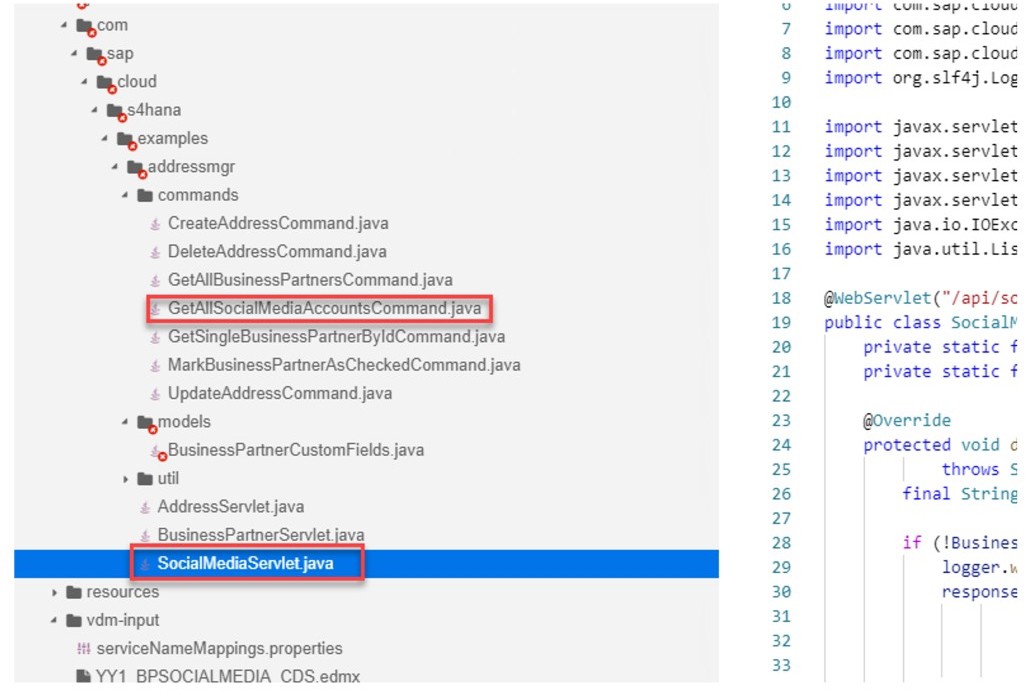 com
sap
cloud
s4hana
examples
addressmgr
commands
CreateAddressCommand.java
DeleteAddressCommand.java
GetAllBusinessPartnersCommand.java
GetAllSocialMediaAccountsCommand.java
GetSingleBusinessPartnerByIdCommand.java
MarkBusinessPartnerAsCheckedCommand.java
UpdateAddressCommand.java
models
BusinessPartnerCustomFields.java
util
AddressServlet.java
BusinessPartnerServlet.java
SocialMediaServlet.java
resources
vdm-input
serviceNameMappings.properties
YY1_BPSOCIALMEDIA_CDS.edmx
6 import com.sap.cloud
7 import com.sap.cloud
8 import com.sap.cloud
9 import org.slf4j.Log
10
11 import javax.servlet
12 import javax.servlet
13 import javax.servlet
14 import javax.servlet
15 import java.io.IOExc
16 import java.util.Lis
17
18 @WebServlet("/api/so
19 public class SocialM
20 private static f
21 private static f
22
23 @Override
24 protected void d
25 throws S
26 final String
27
28 if (!Busines
29 logger.w
30 response
31
32
33